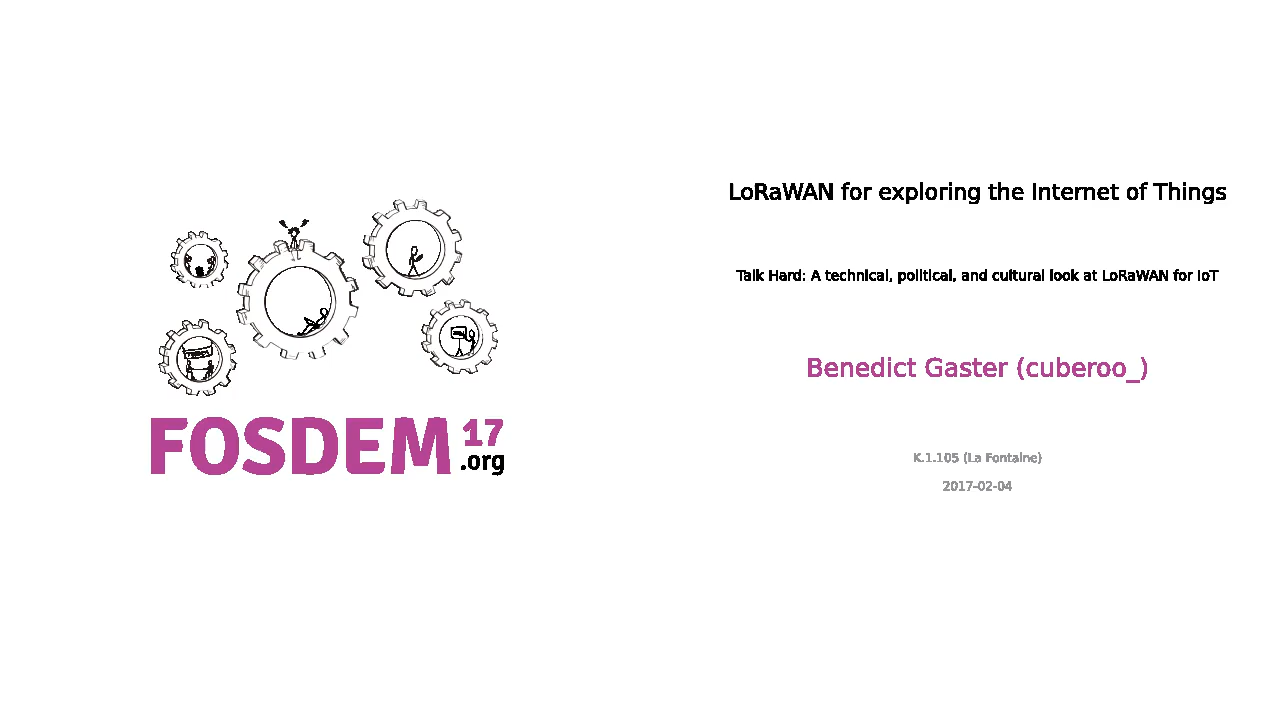 FOSDEM 17
.org
LoRaWAN for exploring the Internet of Things
Talk Hard: A technical, political, and cultural look at LoRaWAN for IoT
Benedict Gaster (cuberoo_)
K.1.105 (La Fontaine)
2017-02-04